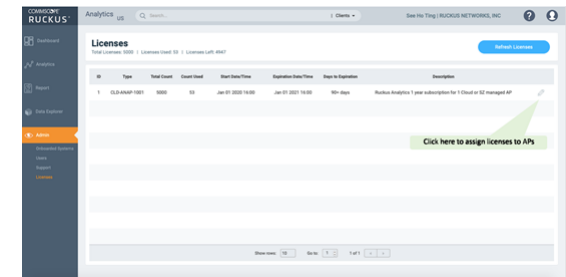 COMMSCOPE
RUCKUS
Analytics US
Search...
Clients
See Ho Ting | RUCKUS NETWORKS, INC
Dashboard
Analytics
Report
Data Explorer
Admin
Onboarded Systems
Users
Support
Licenses
Licenses
Total Licenses: 5000 | Licenses Used: 53 | Licenses Left: 4947
Refresh Licenses
ID Type Total Count Count Used Start Date/Time Expiration Date/Time Days to Expiration Description
1 CLD-ANAP-1001 5000 53 Jan 01 2020 14:00 Jan 01 2021 14:00 90+ days Ruckus Analytics 1 year subscription for 1 Cloud or SZ managed AP
Click here to assign licenses to APs
Show rows: 10 Go to: 1 1 of 1 < >